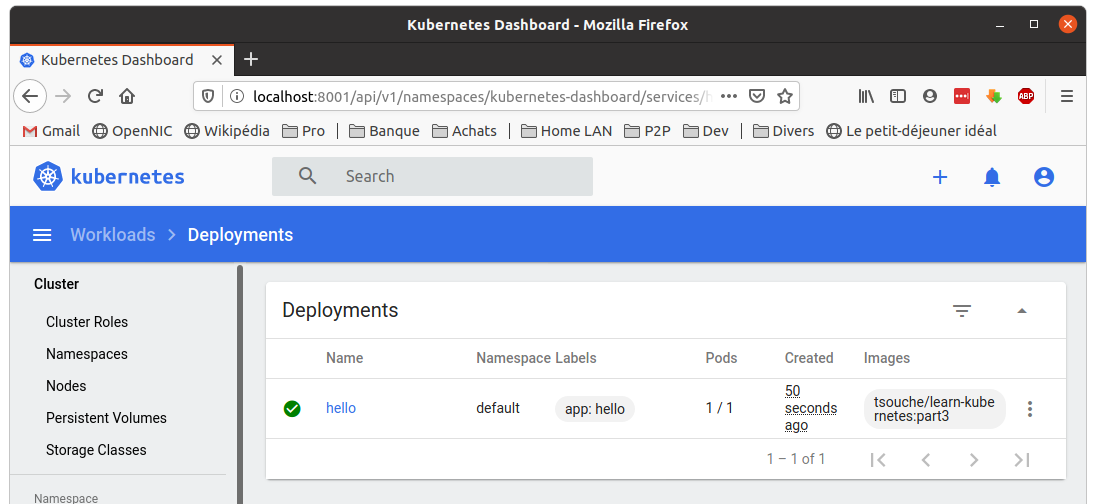 Kubernetes Dashboard - Mozilla Firefox
Kubernetes Dashboard
localhost:8001/api/v1/namespaces/kubernetes-dashboard/services/h
ABP
Gmail OpenNIC Wikipédia Pro Banque Achats Home LAN P2P Dev Divers Le petit-déjeuner idéal
kubernetes Search
Workloads > Deployments
Cluster
Cluster Roles
Namespaces
Nodes
Persistent Volumes
Storage Classes
Namespace
Deployments
Name Namespace Labels Pods Created Images
hello default app: hello 1 / 1 50 seconds ago tsouche/learn-kubernetes:part3
1 – 1 of 1